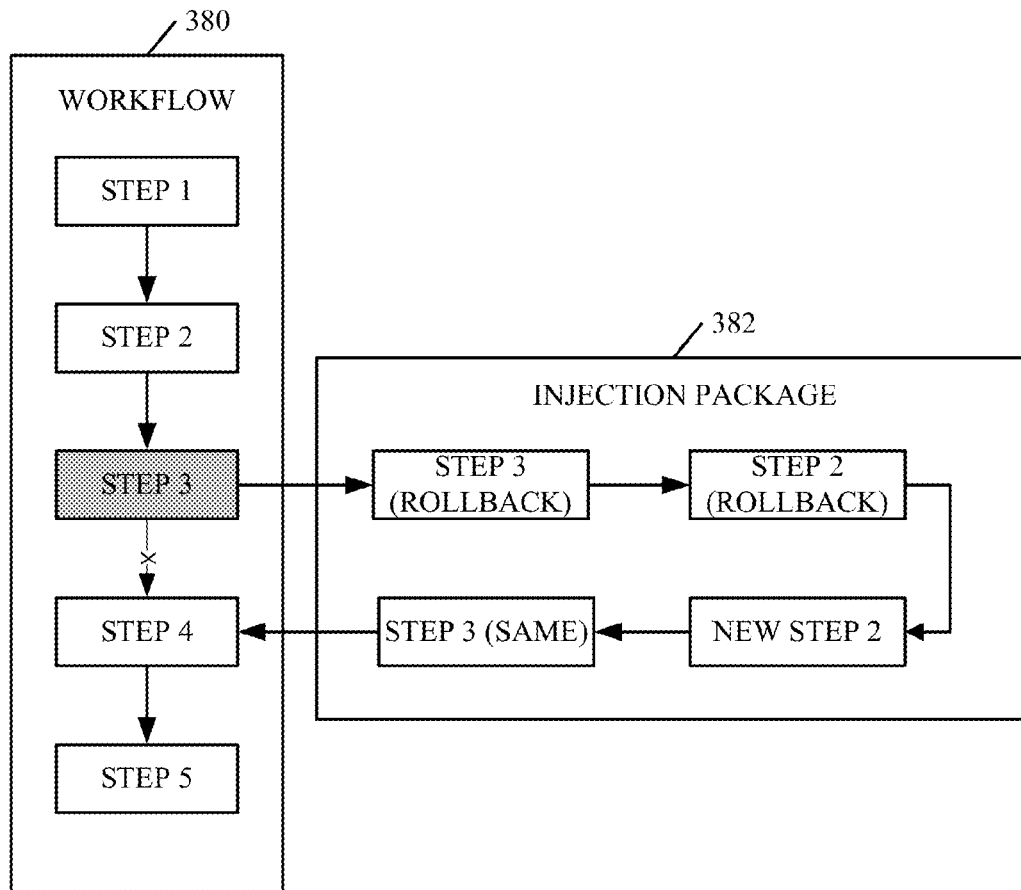 380
WORKFLOW
STEP 1
STEP 2
STEP 3
STEP 4
STEP 5
382
INJECTION PACKAGE
STEP 3
(ROLLBACK)
STEP 2
(ROLLBACK)
STEP 3 (SAME)
NEW STEP 2